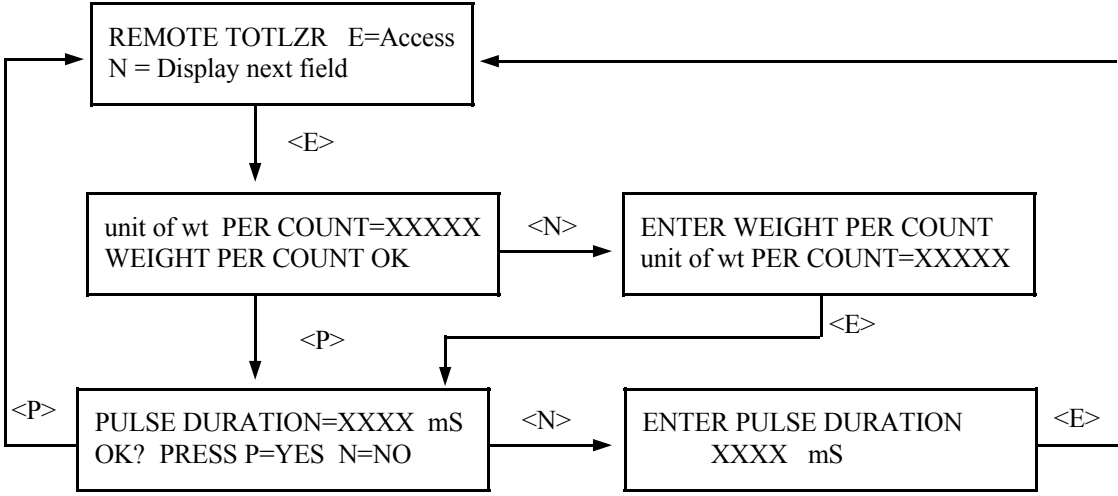 REMOTE TOTLZR E=Access
N = Display next field
<E>
unit of wt PER COUNT=XXXXX
WEIGHT PER COUNT OK
<N>
ENTER WEIGHT PER COUNT
unit of wt PER COUNT=XXXXX
<P>
<E>
<P>
PULSE DURATION=XXXX mS
OK? PRESS P=YES N=NO
<N>
ENTER PULSE DURATION
XXXX mS
<E>